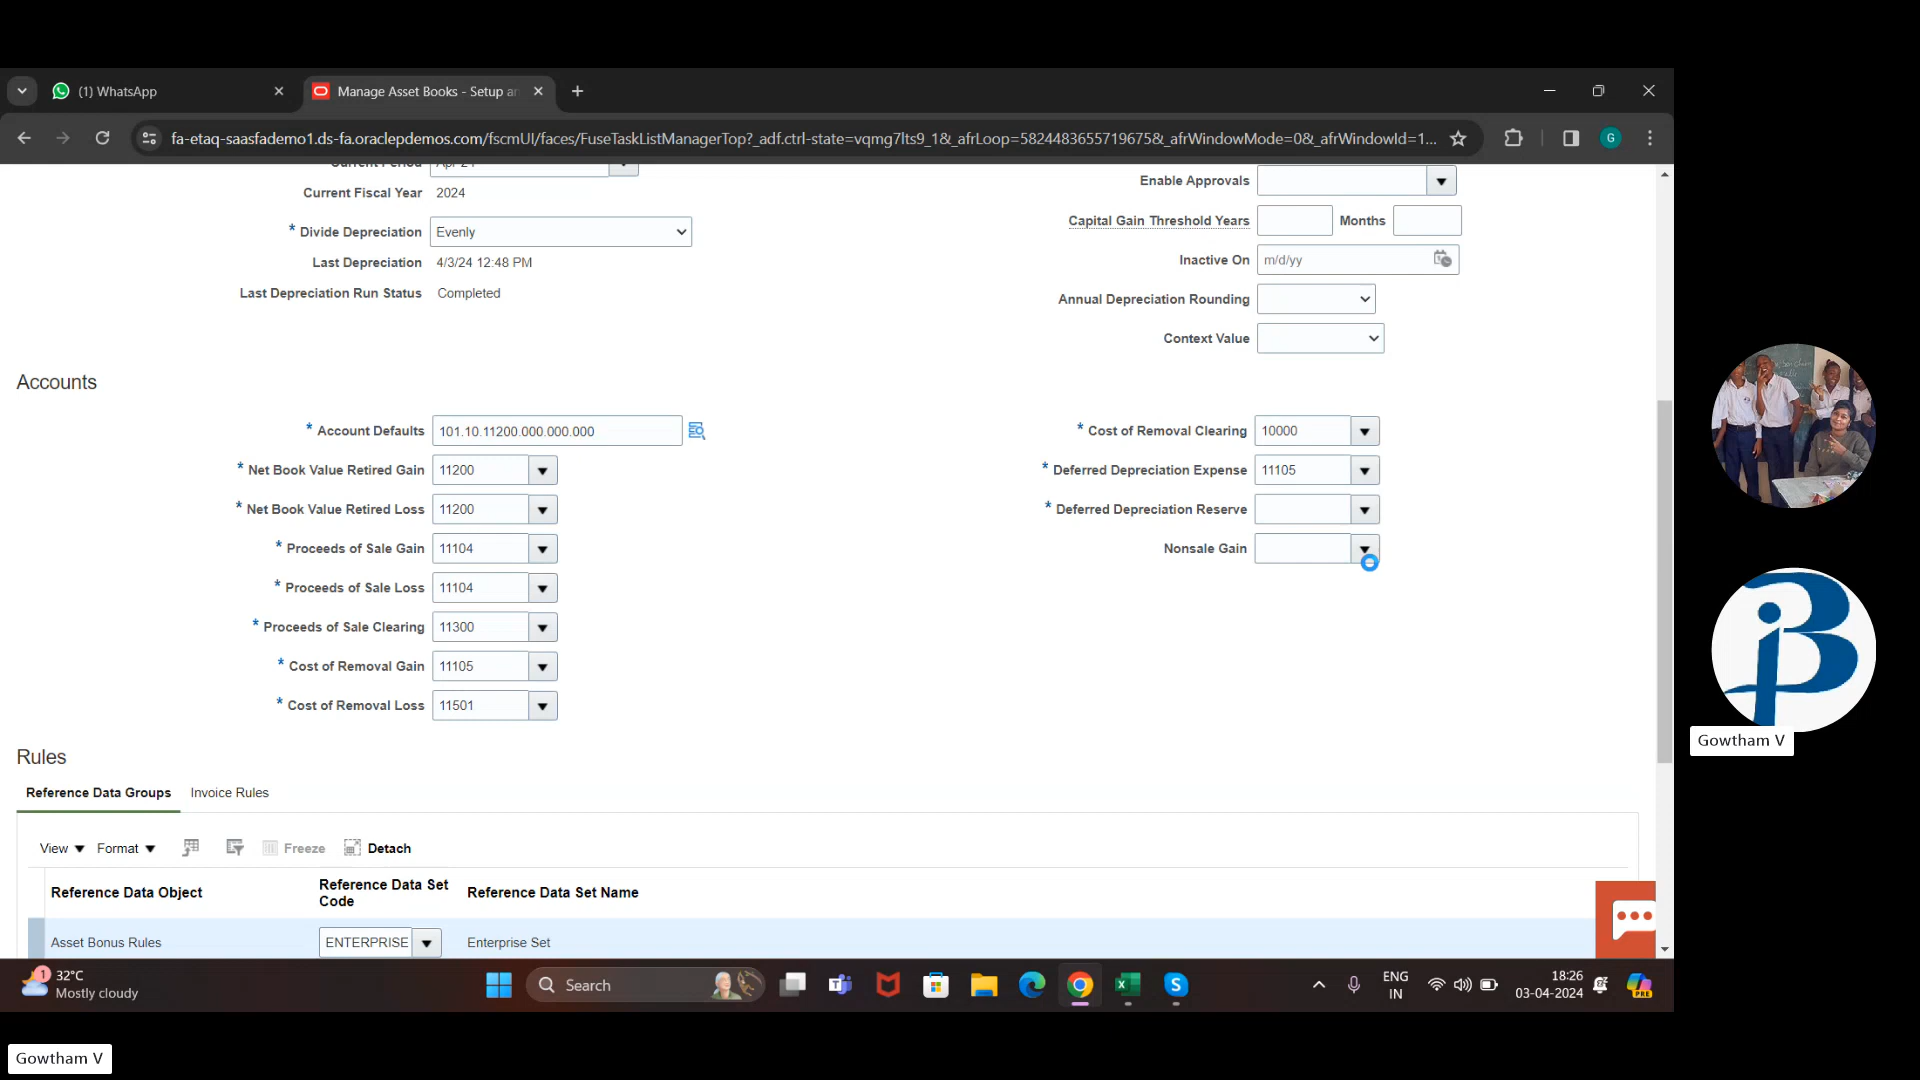 (1) WhatsApp
Manage Asset Books - Setup an
fa-etaq-saasfademo1.ds-fa.oraclepdemos.com/fscmUI/faces/FuseTaskListManagerTop?_adf.ctrl-state=vqmg7lts9_1&_afrLoop=5824483655719675&_afrWindowMode=0&_afrWindowId=1...
G
Current Period Apr-24
Current Fiscal Year 2024
* Divide Depreciation Evenly
Last Depreciation 4/3/24 12:48 PM
Last Depreciation Run Status Completed
Enable Approvals
Capital Gain Threshold Years Months
Inactive On m/d/yy
Annual Depreciation Rounding
Context Value
Accounts
* Account Defaults 101.10.11200.000.000.000
* Net Book Value Retired Gain 11200
* Net Book Value Retired Loss 11200
* Proceeds of Sale Gain 11104
* Proceeds of Sale Loss 11104
* Proceeds of Sale Clearing 11300
* Cost of Removal Gain 11105
* Cost of Removal Loss 11501
* Cost of Removal Clearing 10000
* Deferred Depreciation Expense 11105
* Deferred Depreciation Reserve
Nonsale Gain
Rules
Reference Data Groups Invoice Rules
View Format Freeze Detach
Reference Data Object Reference Data Set Code Reference Data Set Name
Asset Bonus Rules ENTERPRISE Enterprise Set
1
32°C
Mostly cloudy
Search
ENG
IN
18:26
03-04-2024
PRE
Gowtham V
Gowtham V